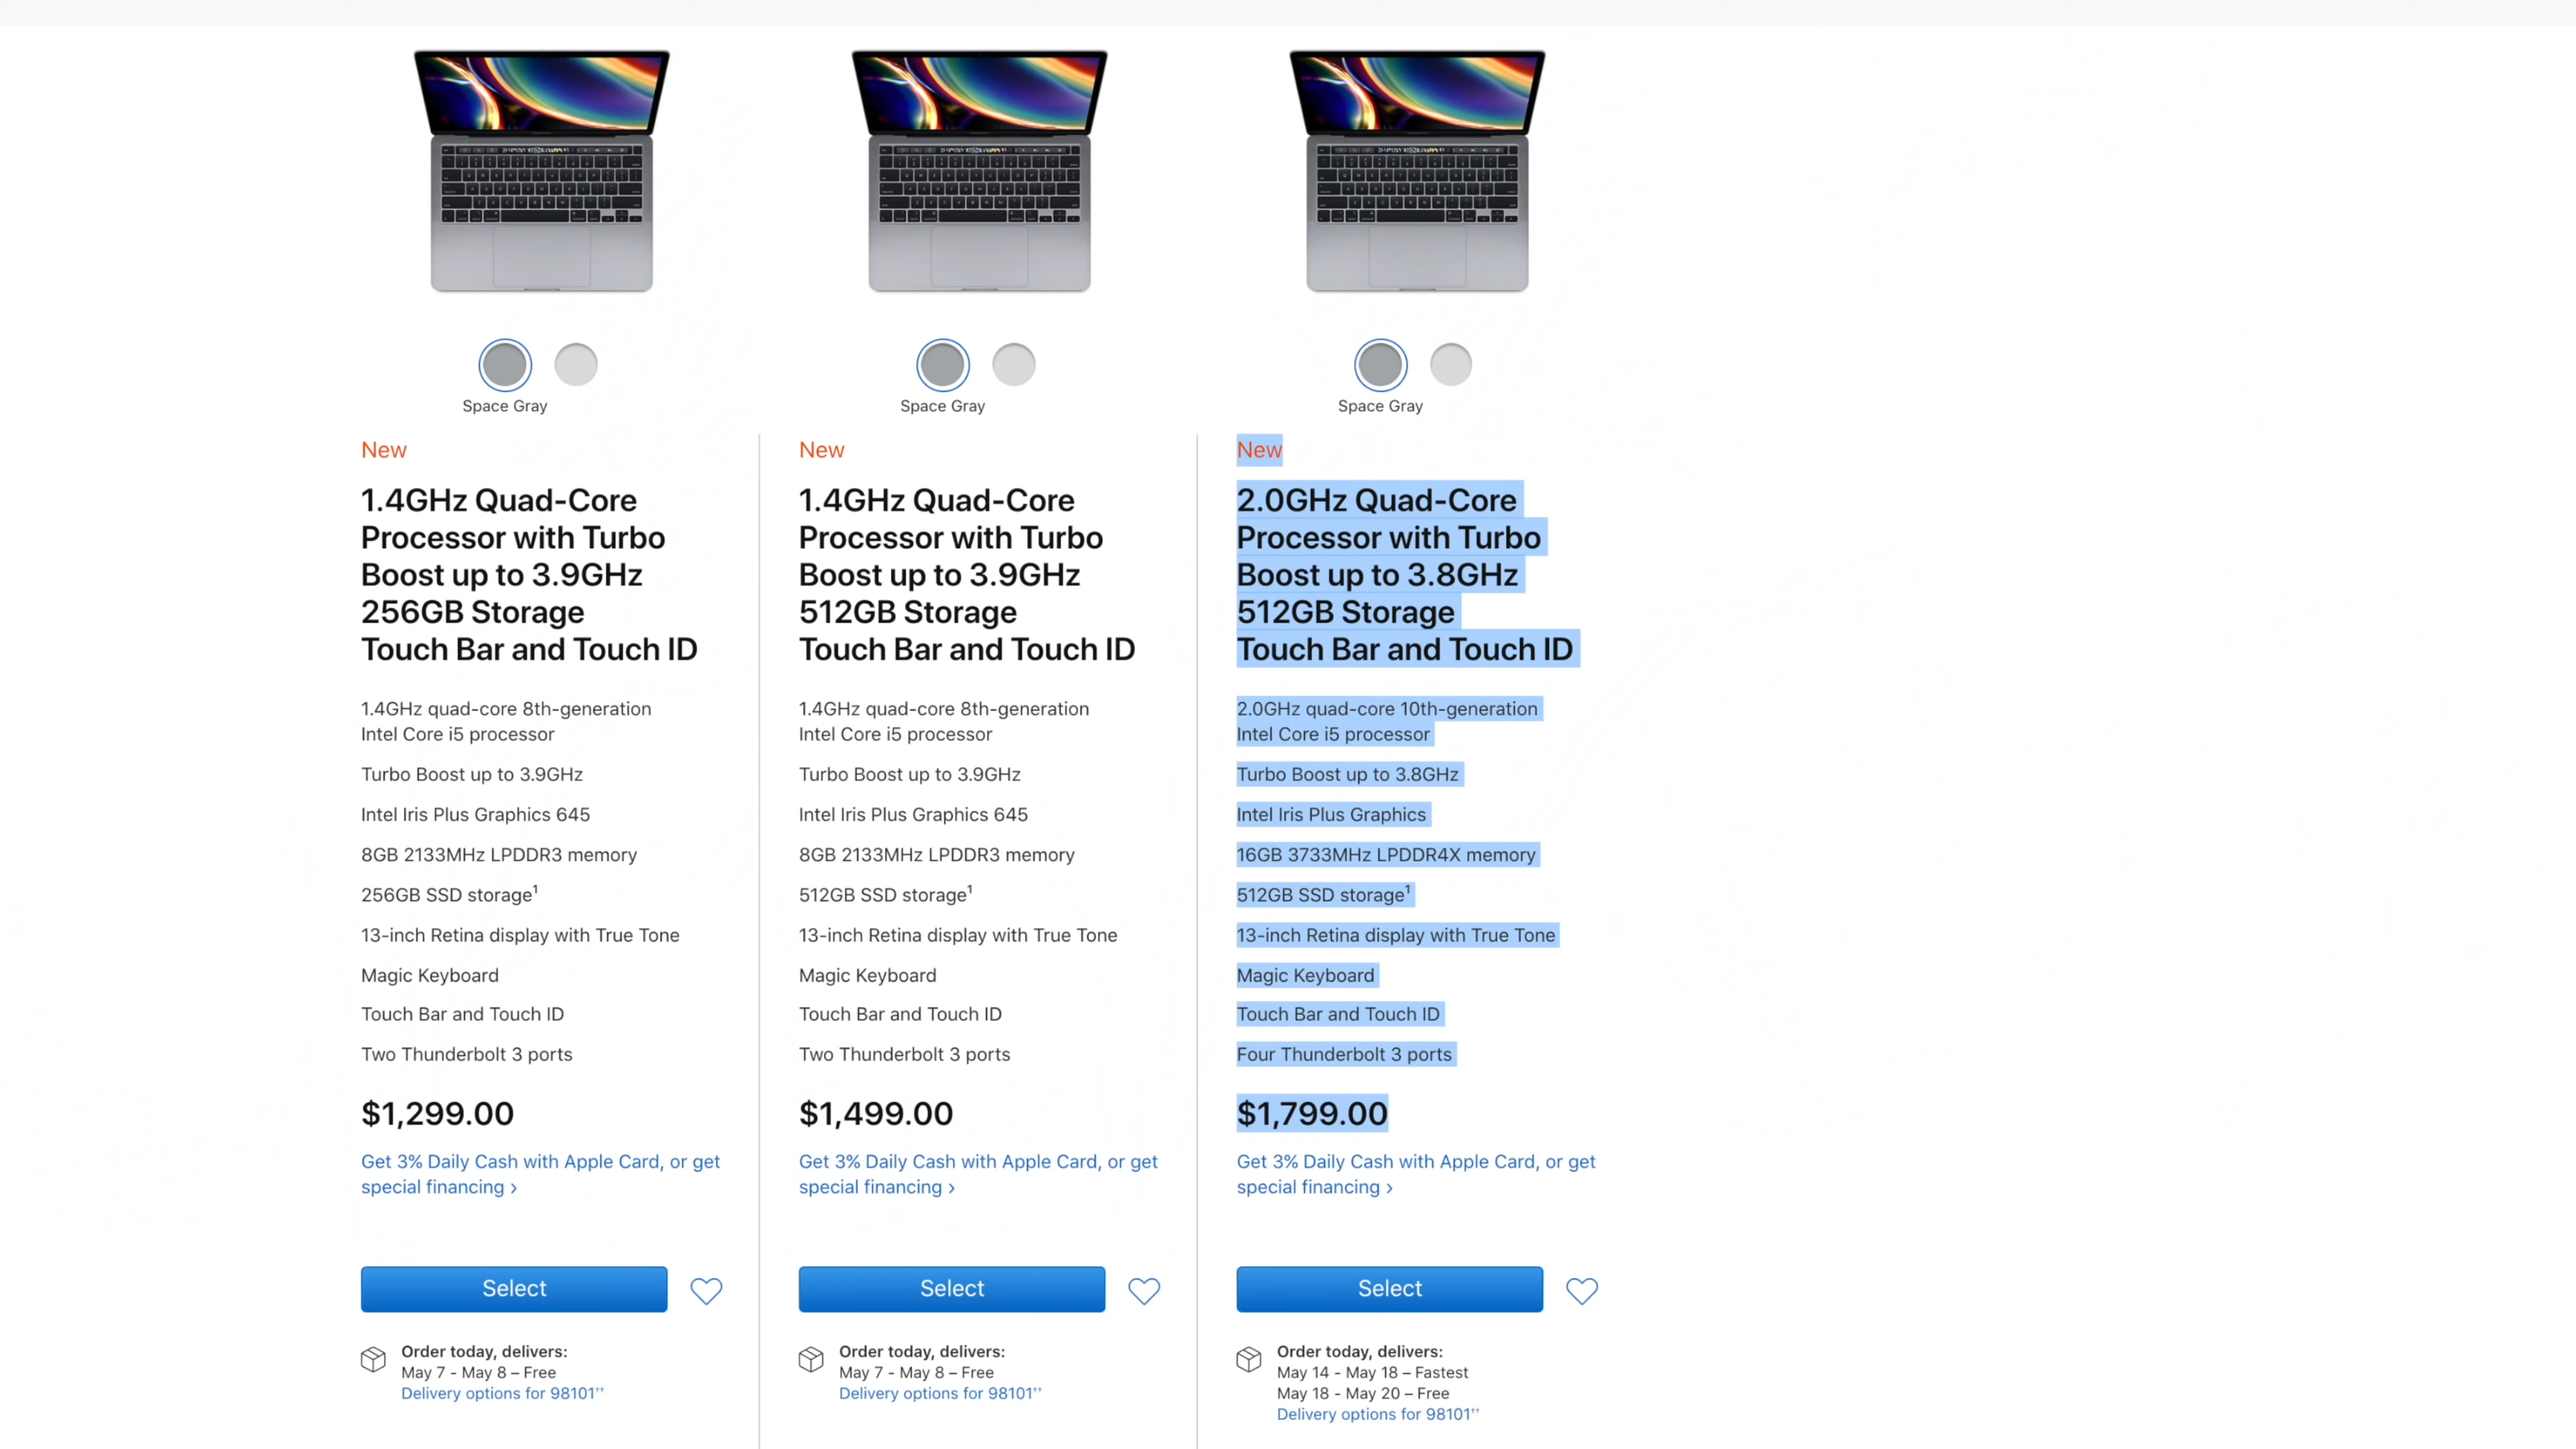 Space Gray
New
1.4GHz Quad-Core
Processor with Turbo
Boost up to 3.9GHz
256GB Storage
Touch Bar and Touch ID
1.4GHz quad-core 8th-generation
Intel Core i5 processor
Turbo Boost up to 3.9GHz
Intel Iris Plus Graphics 645
8GB 2133MHz LPDDR3 memory
256GB SSD storage¹
13-inch Retina display with True Tone
Magic Keyboard
Touch Bar and Touch ID
Two Thunderbolt 3 ports
$1,299.00
Get 3% Daily Cash with Apple Card, or get
special financing ›
Select
Order today, delivers:
May 7 - May 8 – Free
Delivery options for 98101††
Space Gray
New
1.4GHz Quad-Core
Processor with Turbo
Boost up to 3.9GHz
512GB Storage
Touch Bar and Touch ID
1.4GHz quad-core 8th-generation
Intel Core i5 processor
Turbo Boost up to 3.9GHz
Intel Iris Plus Graphics 645
8GB 2133MHz LPDDR3 memory
512GB SSD storage¹
13-inch Retina display with True Tone
Magic Keyboard
Touch Bar and Touch ID
Two Thunderbolt 3 ports
$1,499.00
Get 3% Daily Cash with Apple Card, or get
special financing ›
Select
Order today, delivers:
May 7 - May 8 – Free
Delivery options for 98101††
Space Gray
New
2.0GHz Quad-Core
Processor with Turbo
Boost up to 3.8GHz
512GB Storage
Touch Bar and Touch ID
2.0GHz quad-core 10th-generation
Intel Core i5 processor
Turbo Boost up to 3.8GHz
Intel Iris Plus Graphics
16GB 3733MHz LPDDR4X memory
512GB SSD storage¹
13-inch Retina display with True Tone
Magic Keyboard
Touch Bar and Touch ID
Four Thunderbolt 3 ports
$1,799.00
Get 3% Daily Cash with Apple Card, or get
special financing ›
Select
Order today, delivers:
May 14 - May 18 – Fastest
May 18 - May 20 – Free
Delivery options for 98101††